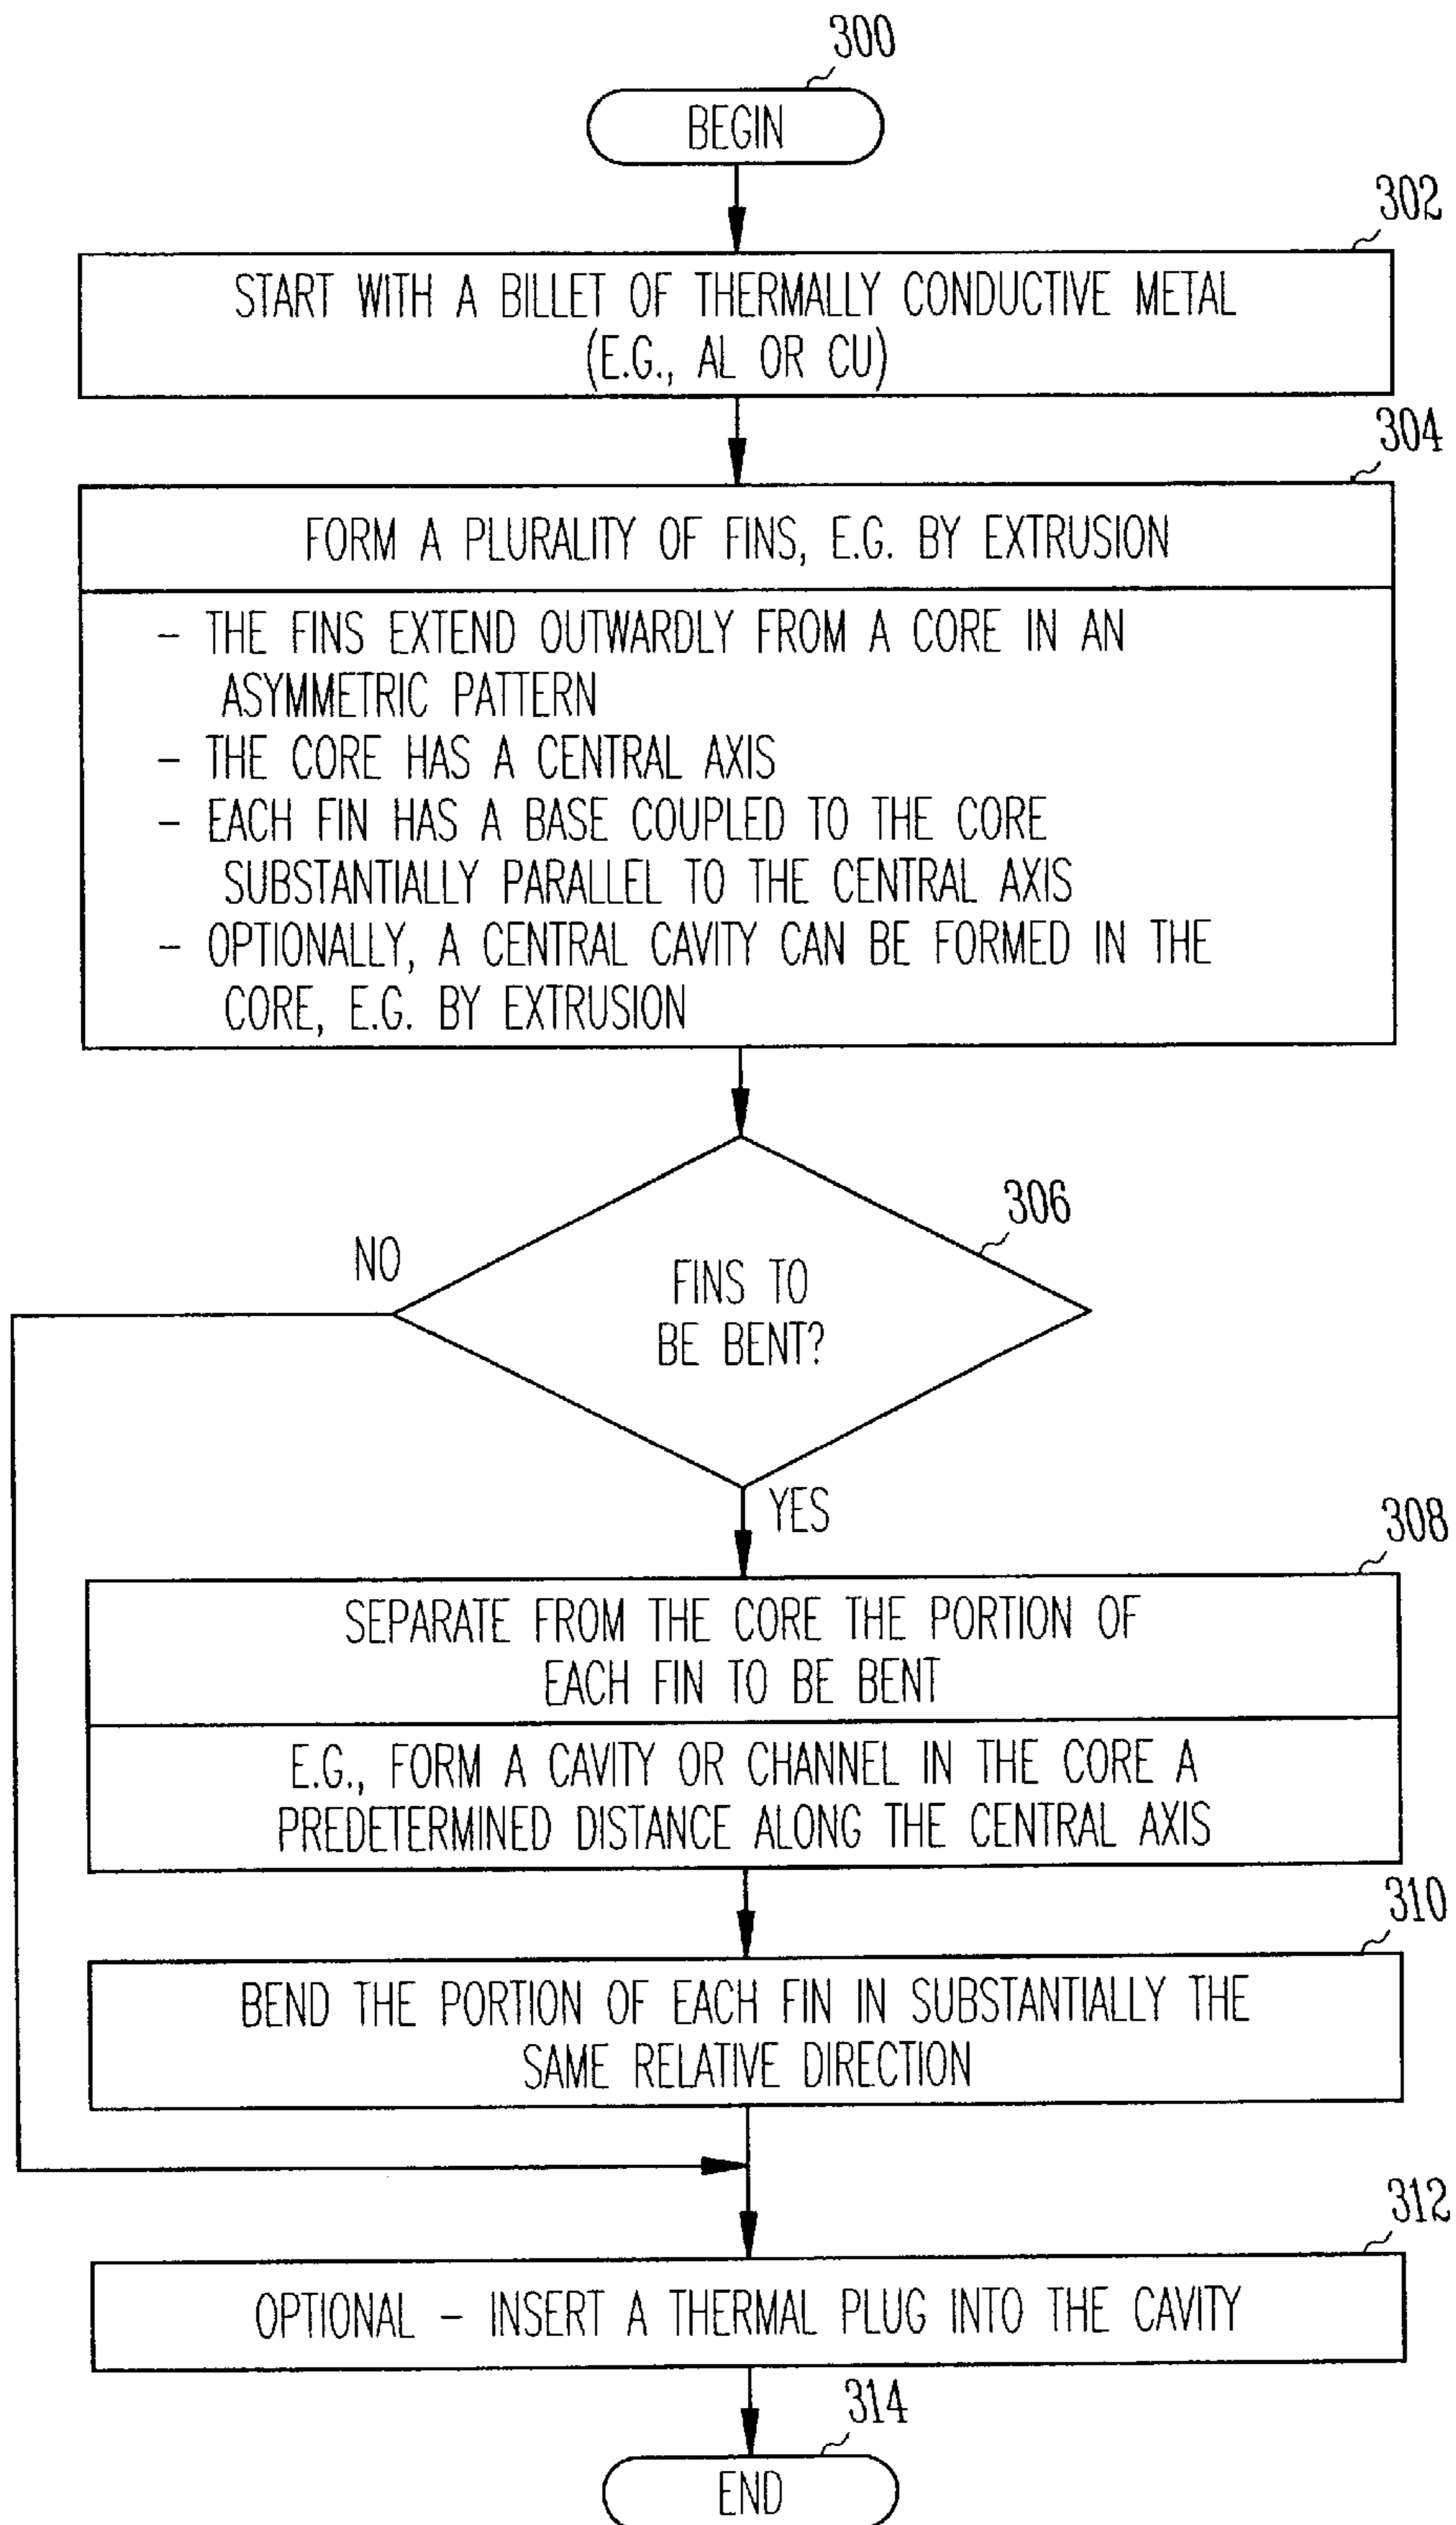 300
BEGIN
302
START WITH A BILLET OF THERMALLY CONDUCTIVE METAL
(E.G., AL OR CU)
304
FORM A PLURALITY OF FINS, E.G. BY EXTRUSION
– THE FINS EXTEND OUTWARDLY FROM A CORE IN AN
ASYMMETRIC PATTERN
– THE CORE HAS A CENTRAL AXIS
– EACH FIN HAS A BASE COUPLED TO THE CORE
SUBSTANTIALLY PARALLEL TO THE CENTRAL AXIS
– OPTIONALLY, A CENTRAL CAVITY CAN BE FORMED IN THE
CORE, E.G. BY EXTRUSION
306
NO
FINS TO
BE BENT?
YES
308
SEPARATE FROM THE CORE THE PORTION OF
EACH FIN TO BE BENT
E.G., FORM A CAVITY OR CHANNEL IN THE CORE A
PREDETERMINED DISTANCE ALONG THE CENTRAL AXIS
310
BEND THE PORTION OF EACH FIN IN SUBSTANTIALLY THE
SAME RELATIVE DIRECTION
312
OPTIONAL – INSERT A THERMAL PLUG INTO THE CAVITY
314
END